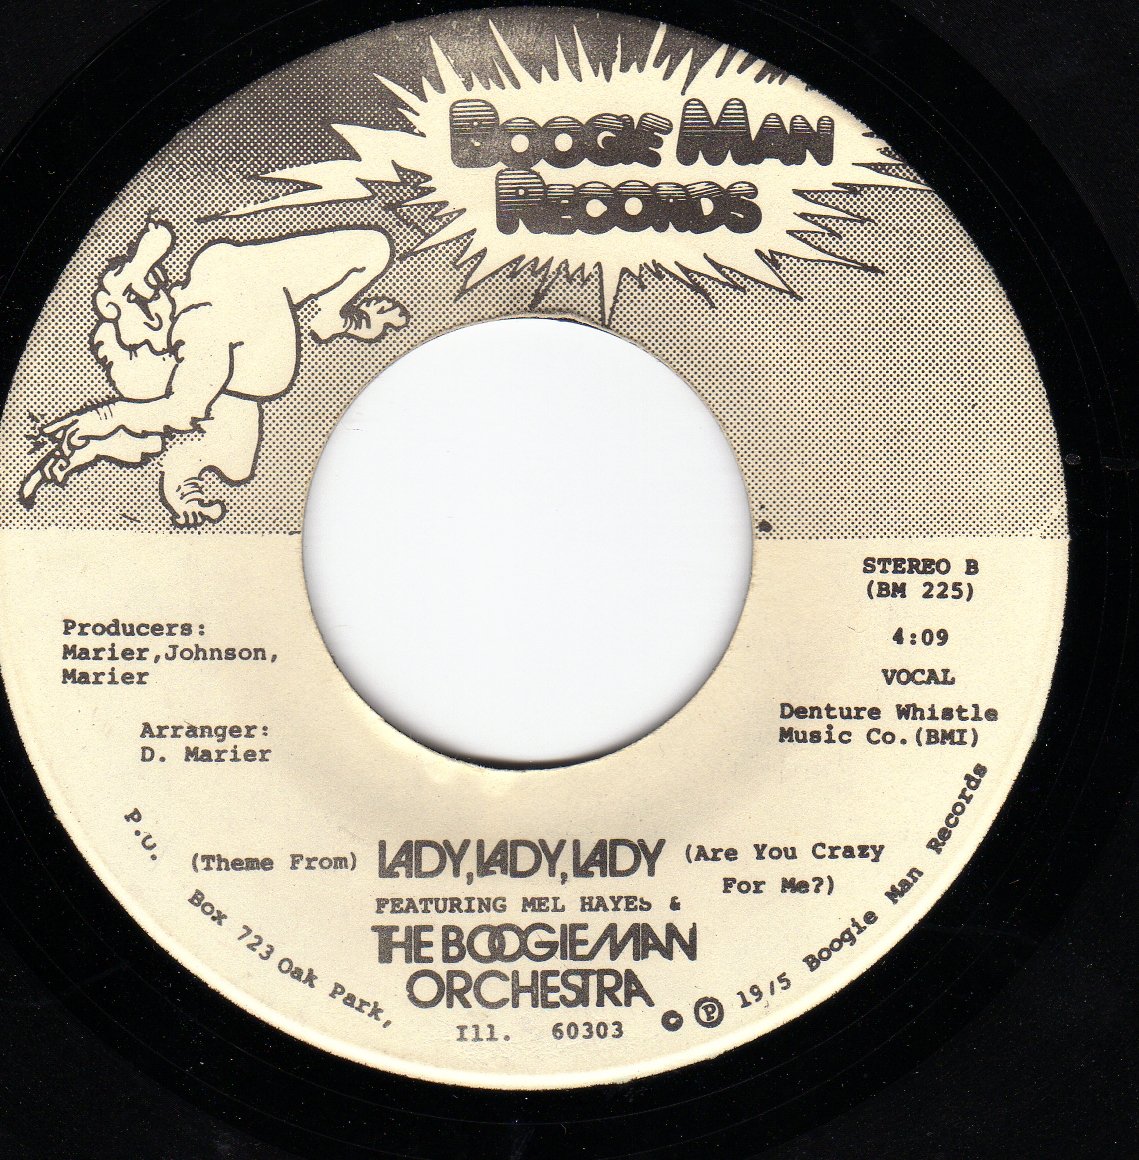 BOOGIE MAN
RECORDS
STEREO B
(BM 225)
4:09
VOCAL
Denture Whistle
Music Co.(BMI)
Producers:
Marier,Johnson,
Marier
Arranger:
D. Marier
(Theme From) LADY, LADY, LADY (Are You Crazy
For Me?)
FEATURING MEL HAYES &
THE BOOGIE MAN
ORCHESTRA
P.O. Box 723 Oak Park, Ill. 60303
© ℗ 1975 Boogie Man Records